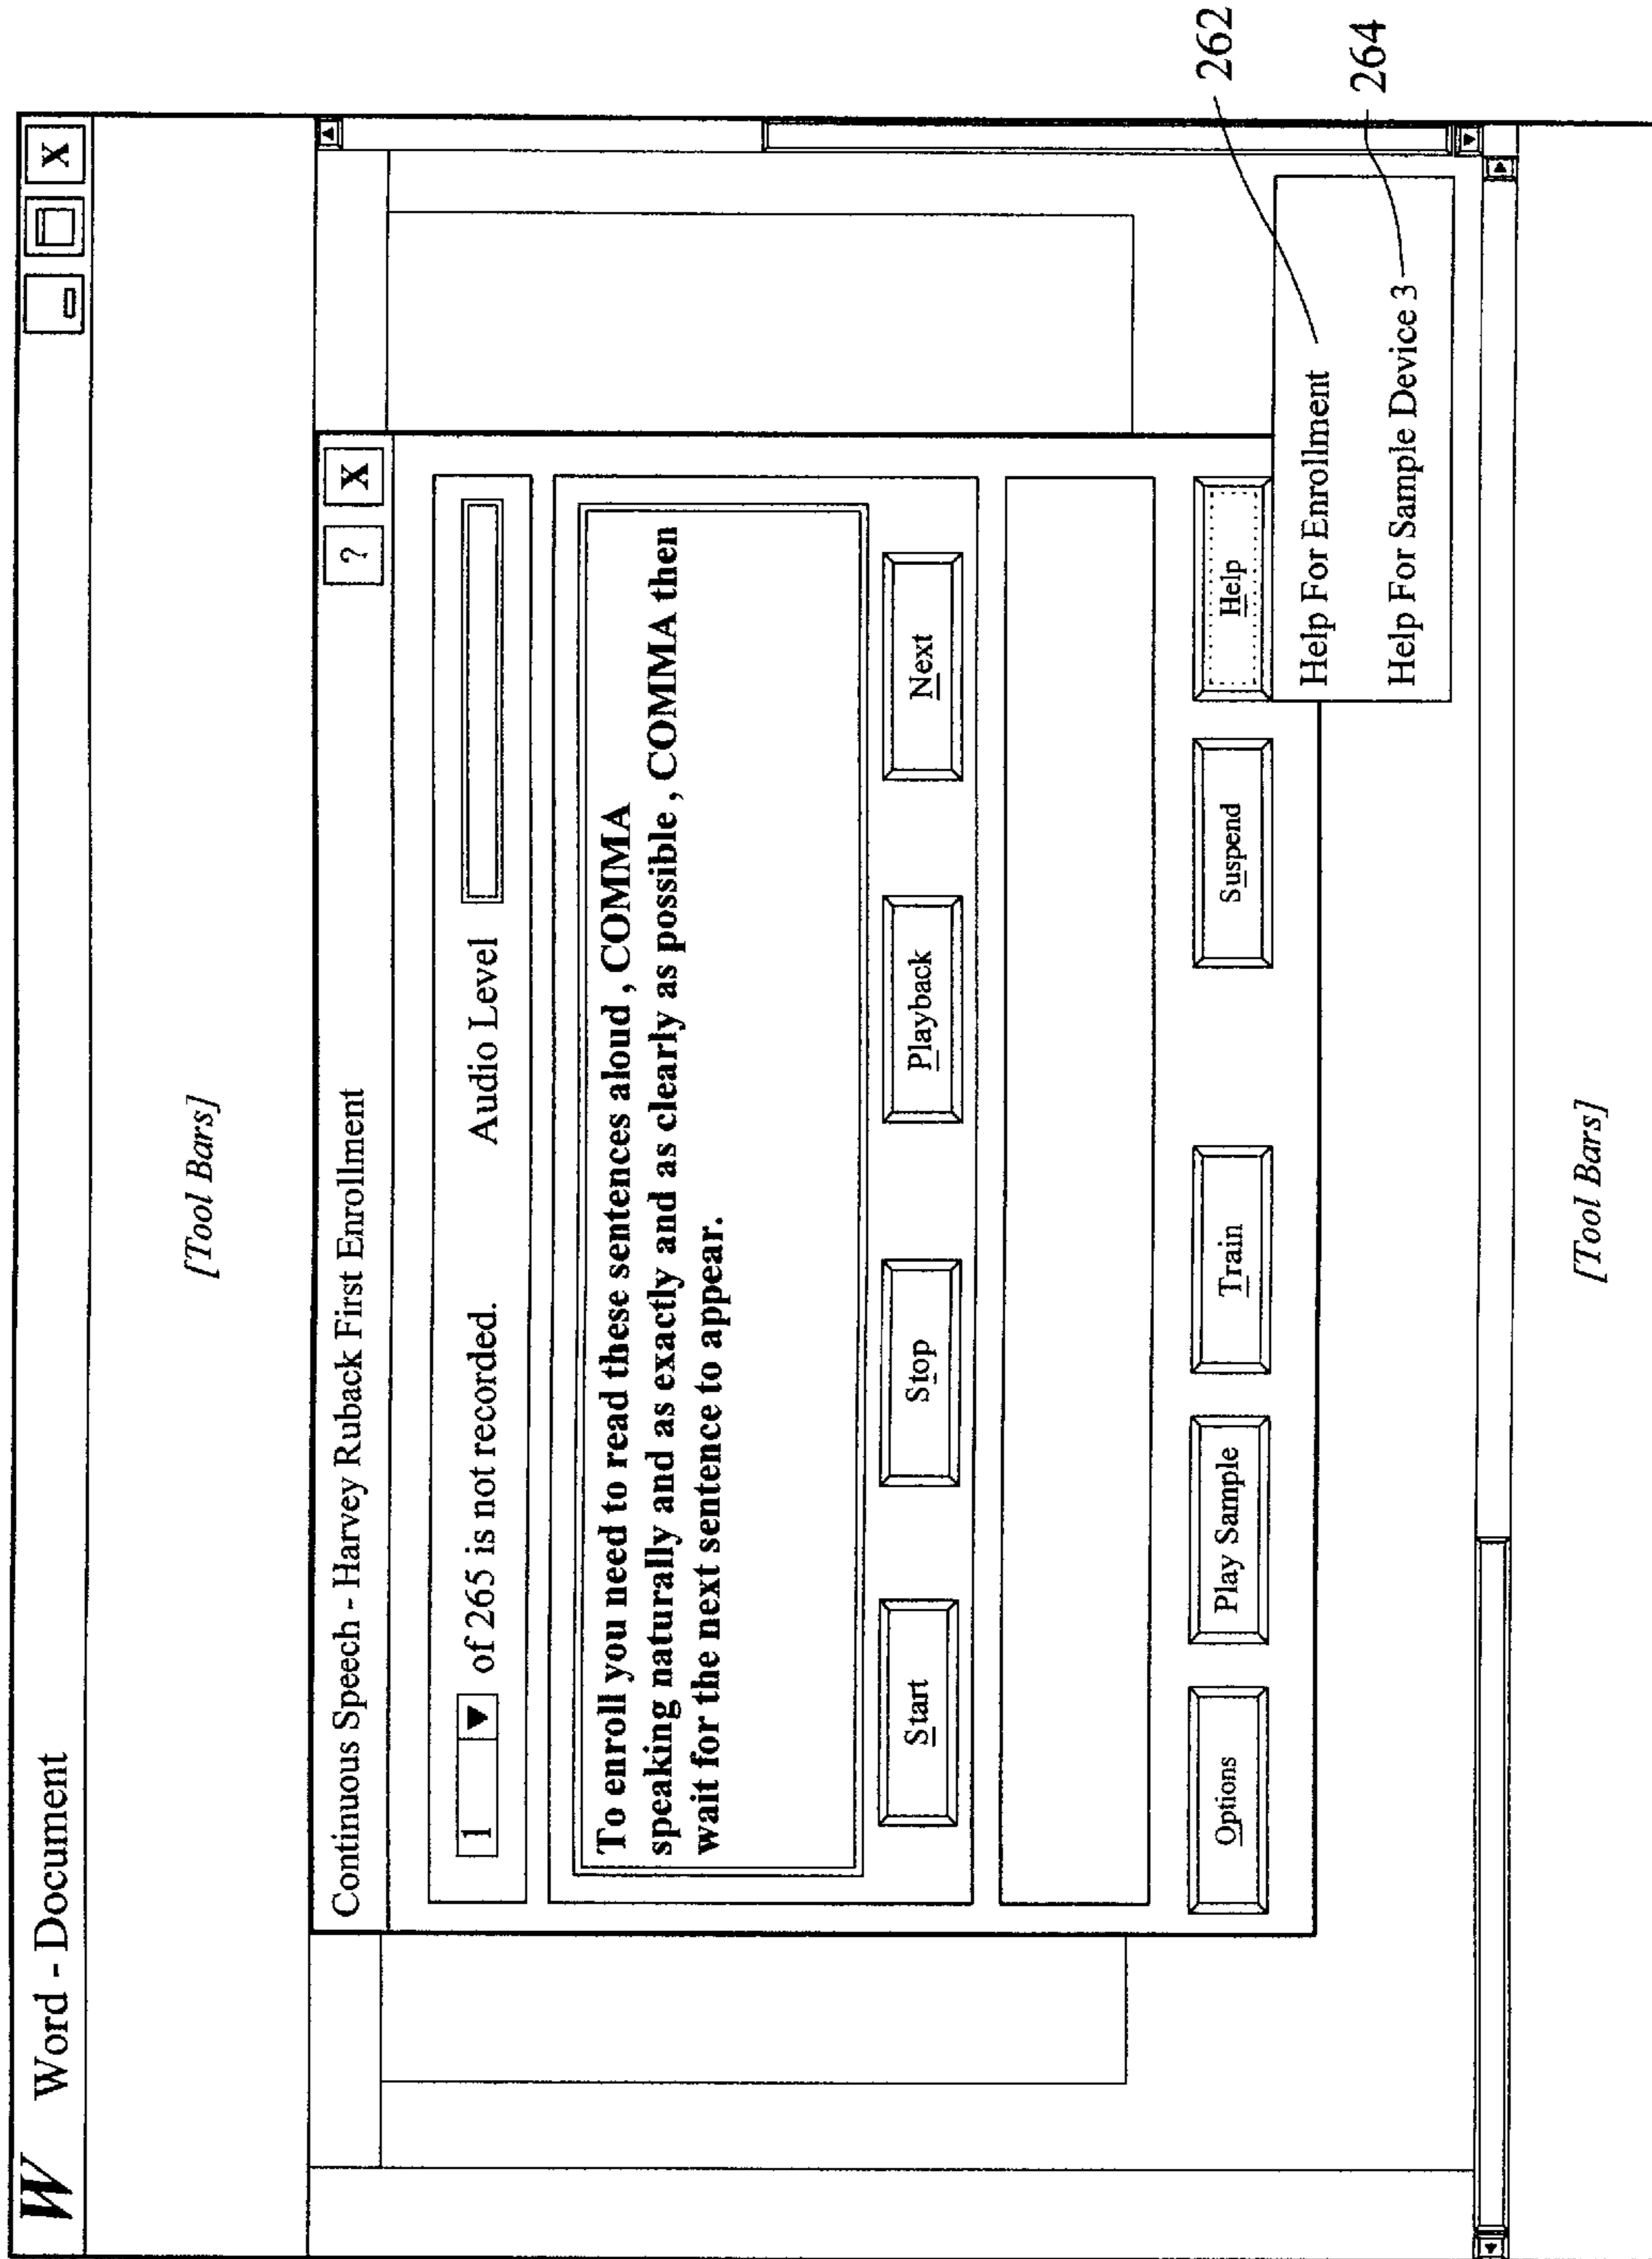 W Word - Document X
[Tool Bars]
Continuous Speech - Harvey Ruback First Enrollment ? X
1 of 265 is not recorded. Audio Level
To enroll you need to read these sentences aloud , COMMA
speaking naturally and as exactly and as clearly as possible , COMMA then
wait for the next sentence to appear.
Start Stop Playback Next
Options Play Sample Train Suspend Help
Help For Enrollment 262
Help For Sample Device 3 264
[Tool Bars]